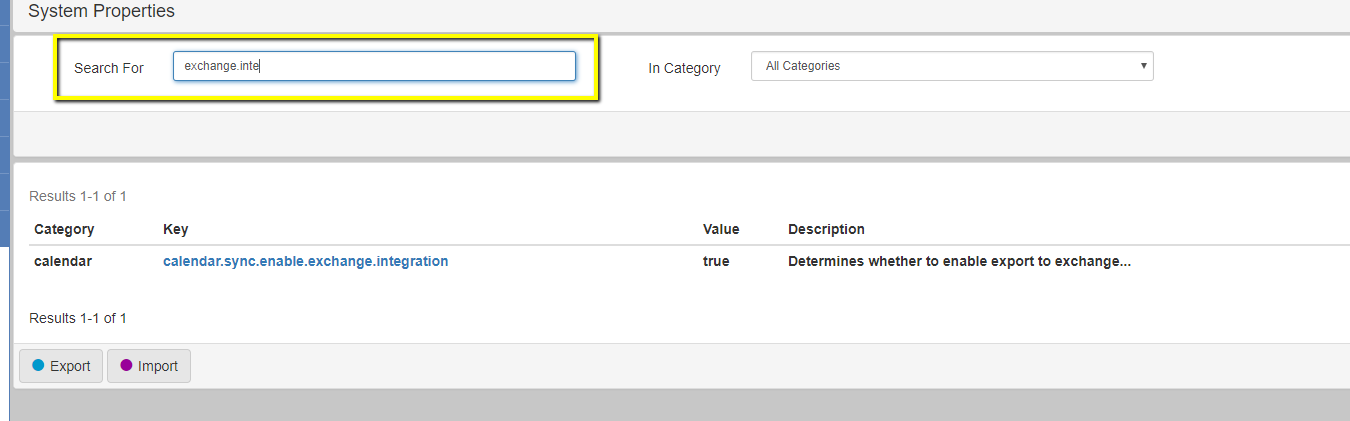 System Properties
Search For exchange.inte In Category All Categories
Results 1-1 of 1
Category Key Value Description
calendar calendar.sync.enable.exchange.integration true Determines whether to enable export to exchange...
Results 1-1 of 1
Export Import